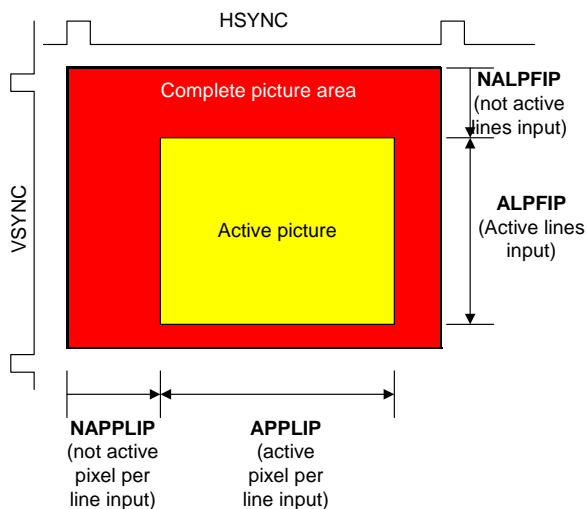 HSYNC
Complete picture area
NALPFIP
(not active
lines input)
VSYNC
Active picture
ALPFIP
(Active lines
input)
NAPPLIP
(not active
pixel per
line input)
APPLIP
(active
pixel per
line input)